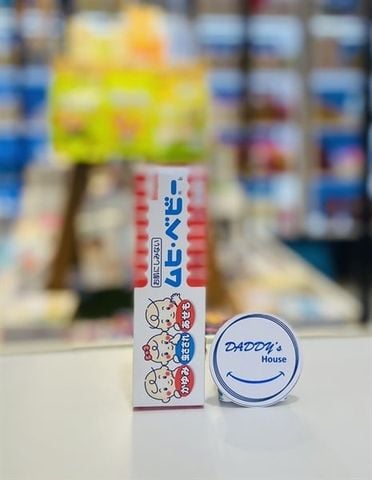 ムヒ・ベビー
お肌にしみない
あせも
虫さされ
かゆみ
DADDY's
House